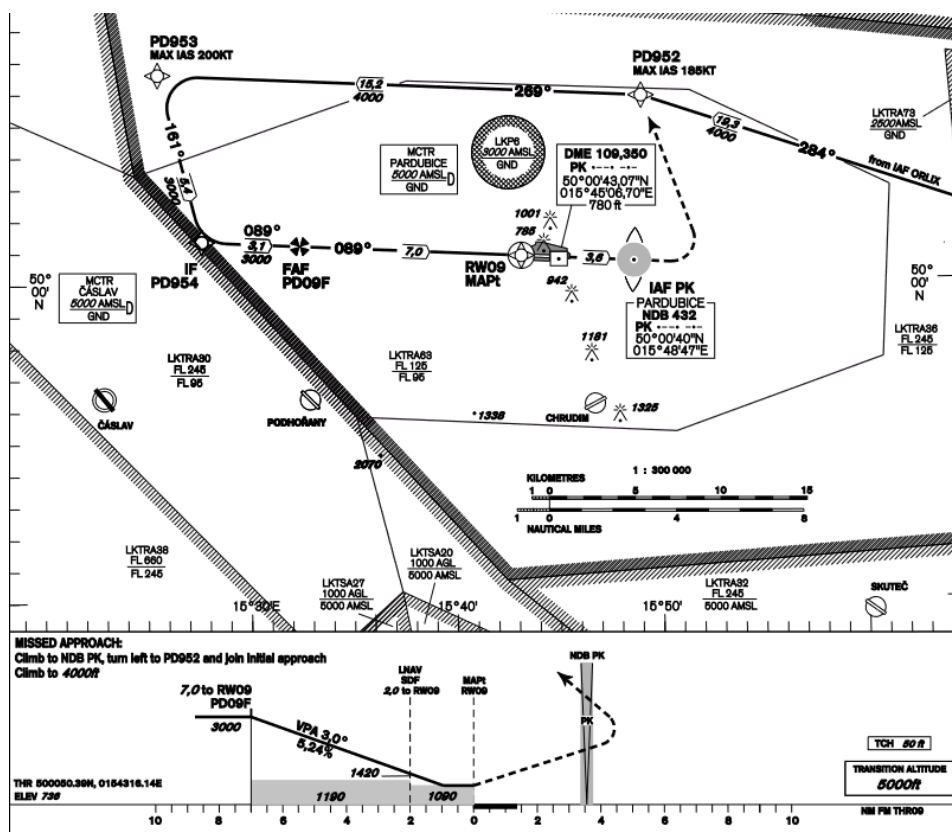 PD953
MAX IAS 200KT
PD952
MAX IAS 185KT
15,2
4000
269°
19,3
4000
284°
from IAF ORLIX
LKTRA73
2500AMSL
GND
161°
5,4
3000
MCTR
PARDUBICE
5000 AMSL D
GND
LKP6
3000 AMSL
GND
DME 109,350
PK ·--· -·-
50°00'43,07"N
015°45'06,70"E
780 ft
1001
785
089°
3,1
3000
089°
7,0
3,6
IF
PD954
FAF
PD09F
RW09
MAPt
942
IAF PK
PARDUBICE
NDB 432
PK ·--· -·-
50°00'40"N
015°48'47"E
50°
00'
N
50°
00'
N
MCTR
ČÁSLAV
5000 AMSL D
GND
LKTRA30
FL 245
FL 95
LKTRA63
FL 125
FL 95
1181
LKTRA36
FL 245
FL 125
ČÁSLAV
PODHOŘANY
1338
CHRUDIM
1325
2070
1 : 300 000
KILOMETRES
1 0 5 10 15
1 0 4 8
NAUTICAL MILES
LKTRA38
FL 660
FL 245
LKTSA27
1000 AGL
5000 AMSL
LKTSA20
1000 AGL
5000 AMSL
LKTRA32
FL 245
5000 AMSL
SKUTEČ
15°30'E
15°40'
15°50'
MISSED APPROACH:
Climb to NDB PK, turn left to PD952 and join initial approach
Climb to 4000ft
7,0 to RW09
PD09F
3000
LNAV
SDF
2,0 to RW09
MAPt
RW09
NDB PK
VPA 3,0°
5,24%
PK
1420
1190
1090
TCH 50 ft
TRANSITION ALTITUDE
5000ft
THR 500050.39N, 0154316.14E
ELEV 736
NM FM THR09
10 8 6 4 2 0 2 4 6 8 10